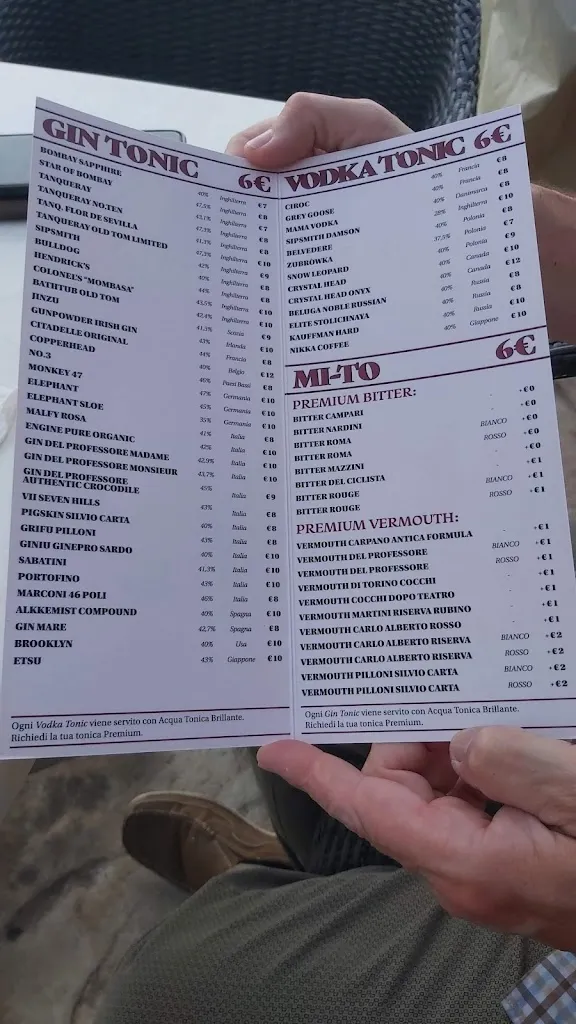 GIN TONIC 6€
BOMBAY SAPPHIRE 40% Inghilterra €7
STAR OF BOMBAY 47,5% Inghilterra €8
TANQUERAY 43,1% Inghilterra €8
TANQUERAY NO.TEN 47,3% Inghilterra €8
TANQ. FLOR DE SEVILLA 41,3% Inghilterra €10
TANQUERAY OLD TOM LIMITED 47,3% Inghilterra €9
SIPSMITH 42% Inghilterra €8
BULLDOG 40% Inghilterra €8
HENDRICK'S 44% Inghilterra €10
COLONEL'S "MOMBASA" 43,5% Inghilterra €10
BATHTUB OLD TOM 42,4% Inghilterra €10
JINZU 41,3% Scozia €9
GUNPOWDER IRISH GIN 43% Irlanda €10
CITADELLE ORIGINAL 44% Francia €8
COPPERHEAD 40% Belgio €12
NO.3 46% Paesi Bassi €8
MONKEY 47 47% Germania €10
ELEPHANT 45% Germania €10
ELEPHANT SLOE 35% Germania €10
MALFY ROSA 41% Italia €8
ENGINE PURE ORGANIC 42% Italia €10
GIN DEL PROFESSORE MADAME 42,9% Italia €10
GIN DEL PROFESSORE MONSIEUR 43,7% Italia €10
GIN DEL PROFESSORE
AUTHENTIC CROCODILE 45% Italia €9
VII SEVEN HILLS 43% Italia €8
PIGSKIN SILVIO CARTA 40% Italia €8
GRIFU PILLONI 43% Italia €8
GINIU GINEPRO SARDO 40% Italia €10
SABATINI 41,3% Italia €10
PORTOFINO 43% Italia €10
MARCONI 46 POLI 46% Italia €8
ALKKEMIST COMPOUND 40% Spagna €10
GIN MARE 42,7% Spagna €8
BROOKLYN 40% Usa €10
ETSU 43% Giappone €10
Ogni Vodka Tonic viene servito con Acqua Tonica Brillante.
Richiedi la tua tonica Premium.
VODKA TONIC 6€
CIROC 40% Francia €8
GREY GOOSE 40% Francia €8
MAMA VODKA 40% Danimarca €8
SIPSMITH DAMSON 28% Inghilterra €10
BELVEDERE 40% Polonia €8
ZUBROWKA 37,5% Polonia €7
SNOW LEOPARD 40% Polonia €9
CRYSTAL HEAD 40% Canada €10
CRYSTAL HEAD ONYX 40% Canada €12
BELUGA NOBLE RUSSIAN 40% Russia €8
ELITE STOLICHNAYA 40% Russia €8
KAUFFMAN HARD 40% Russia €10
NIKKA COFFEE 40% Giappone €10
MI-TO 6€
PREMIUM BITTER:
BITTER CAMPARI - +€0
BITTER NARDINI - +€0
BITTER ROMA BIANCO +€0
BITTER ROMA ROSSO +€0
BITTER MAZZINI - +€0
BITTER DEL CICLISTA - +€1
BITTER ROUGE BIANCO +€1
BITTER ROUGE ROSSO +€1
PREMIUM VERMOUTH:
VERMOUTH CARPANO ANTICA FORMULA - +€1
VERMOUTH DEL PROFESSORE BIANCO +€1
VERMOUTH DEL PROFESSORE ROSSO +€1
VERMOUTH DI TORINO COCCHI - +€1
VERMOUTH COCCHI DOPO TEATRO - +€1
VERMOUTH MARTINI RISERVA RUBINO - +€1
VERMOUTH CARLO ALBERTO ROSSO - +€1
VERMOUTH CARLO ALBERTO RISERVA BIANCO +€2
VERMOUTH CARLO ALBERTO RISERVA ROSSO +€2
VERMOUTH PILLONI SILVIO CARTA BIANCO +€2
VERMOUTH PILLONI SILVIO CARTA ROSSO +€2
Ogni Gin Tonic viene servito con Acqua Tonica Brillante.
Richiedi la tua tonica Premium.